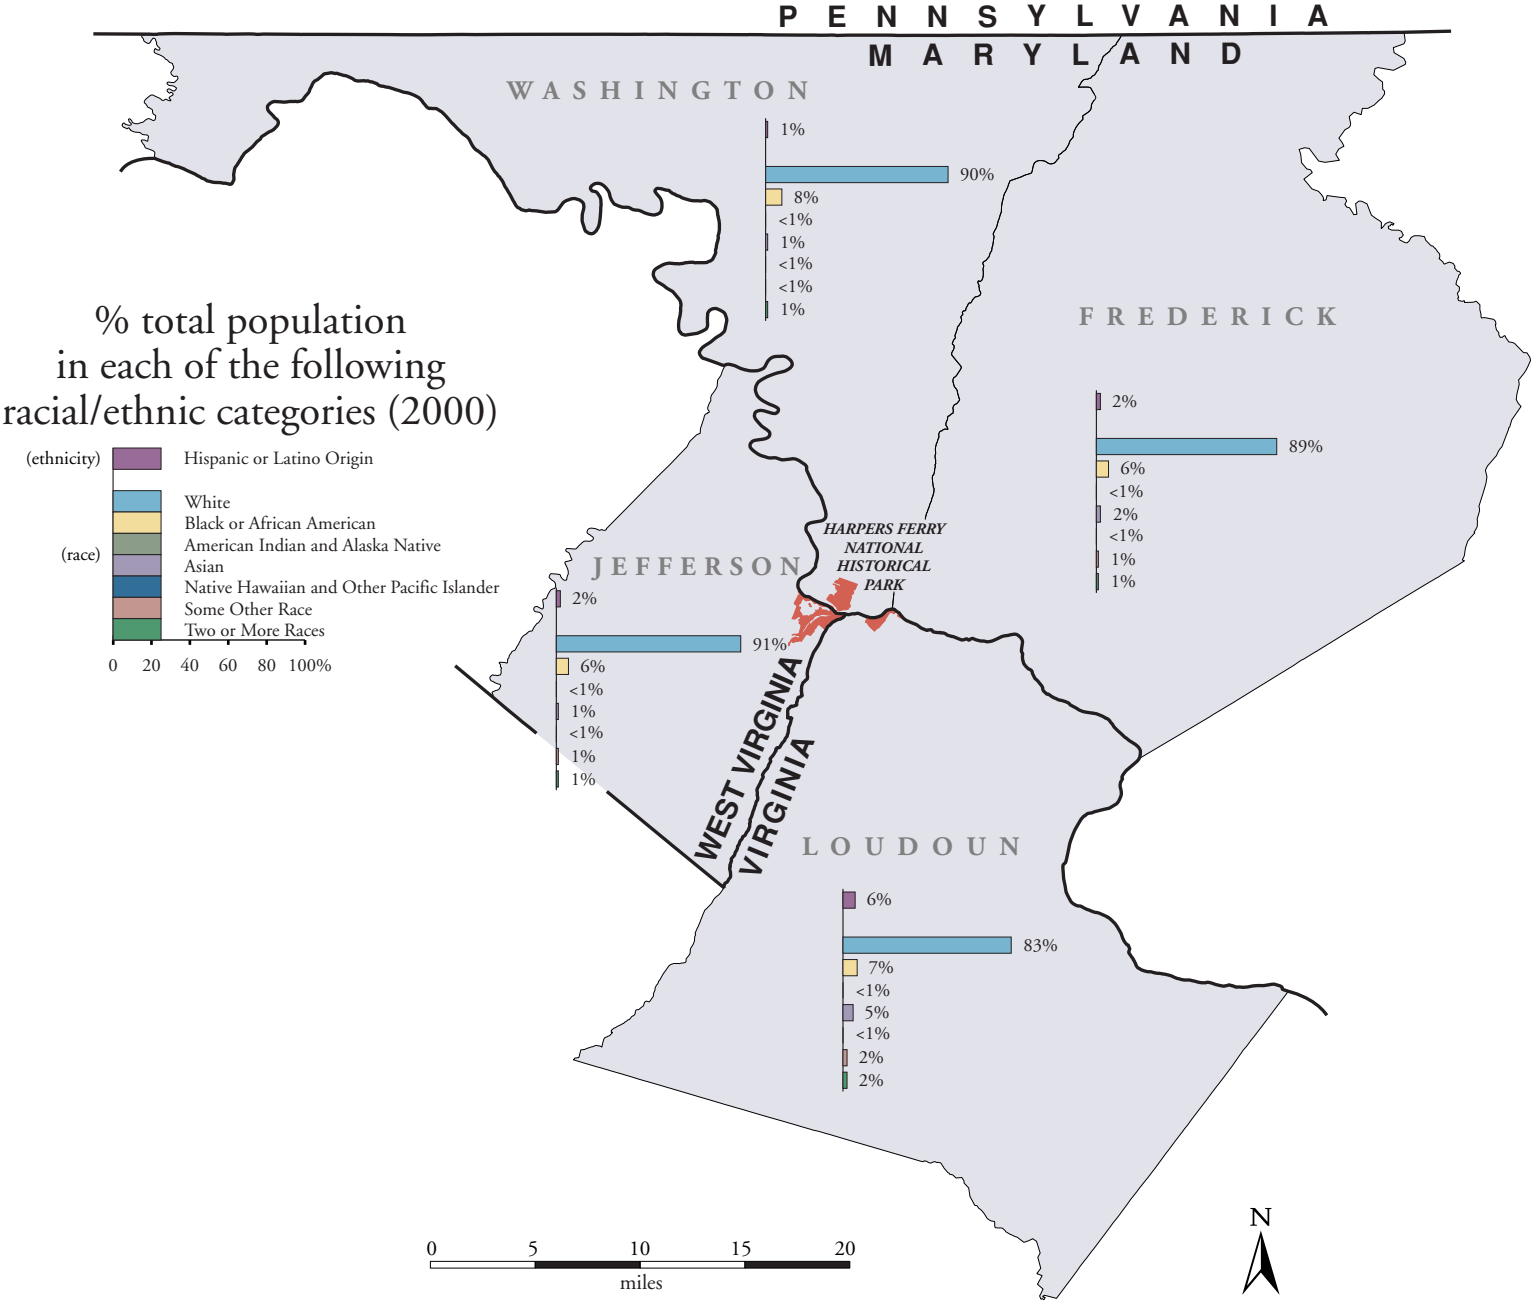 PENNSYLVANIA
MARYLAND
WASHINGTON
1%
90%
8%
<1%
1%
<1%
<1%
1%
FREDERICK
2%
89%
6%
<1%
2%
<1%
1%
1%
% total population
in each of the following
racial/ethnic categories (2000)
(ethnicity) Hispanic or Latino Origin
White
Black or African American
American Indian and Alaska Native
(race)
Asian
Native Hawaiian and Other Pacific Islander
Some Other Race
Two or More Races
0 20 40 60 80 100%
HARPERS FERRY
NATIONAL
HISTORICAL
PARK
JEFFERSON
2%
91%
6%
<1%
1%
<1%
1%
1%
WEST VIRGINIA
VIRGINIA
LOUDOUN
6%
83%
7%
<1%
5%
<1%
2%
2%
0 5 10 15 20
miles
N